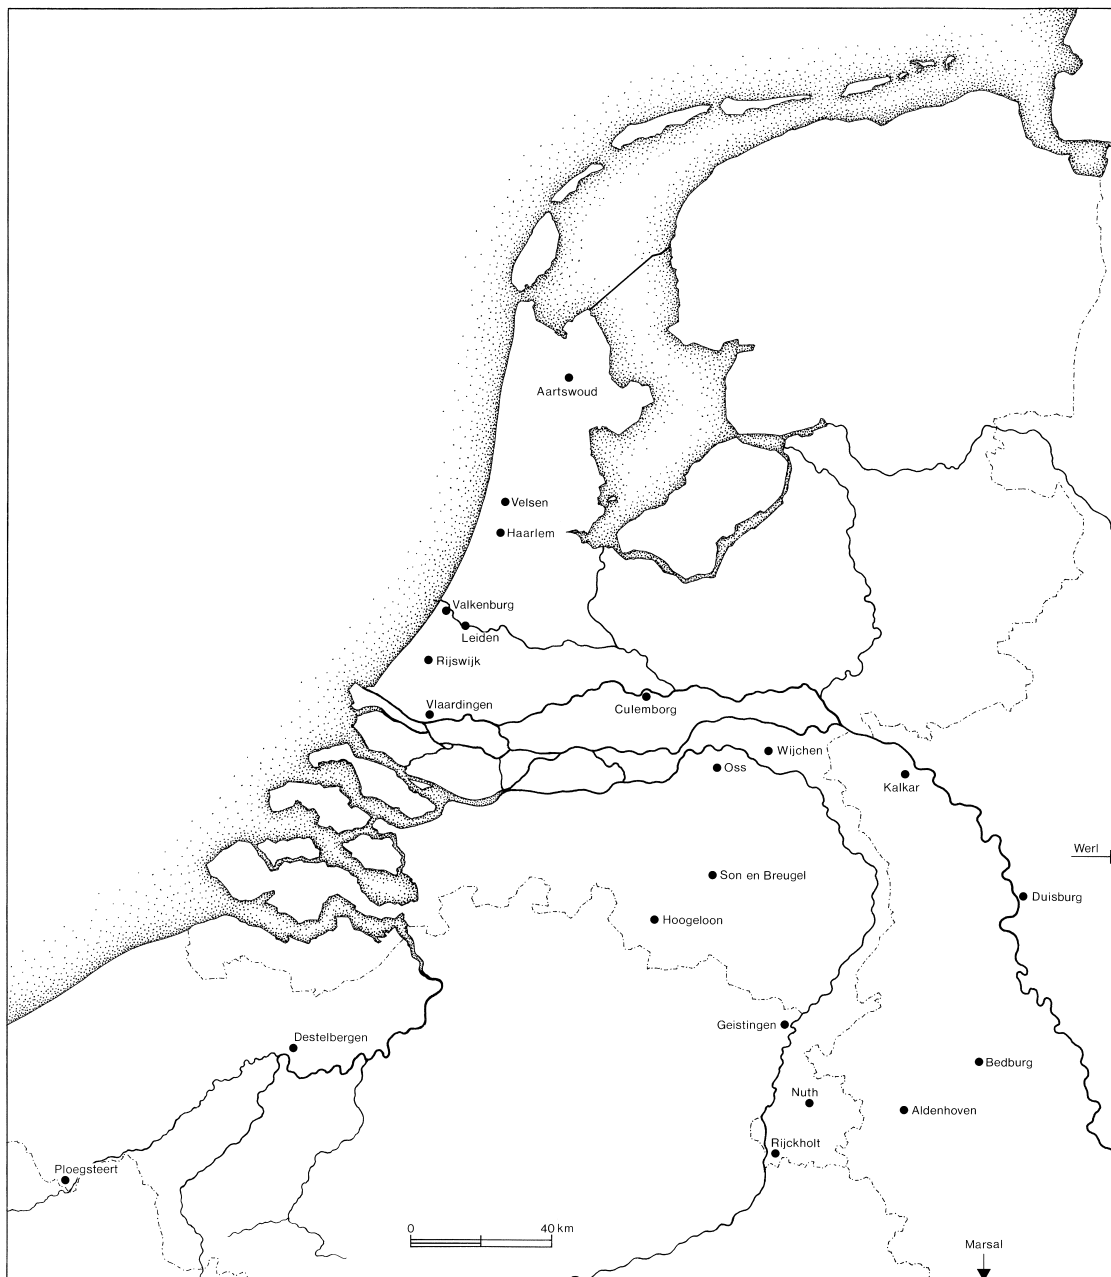 Aartswoud
Velsen
Haarlem
Valkenburg
Leiden
Rijswijk
Vlaardingen
Culemborg
Wijchen
Oss
Kalkar
Werl
Son en Breugel
Duisburg
Hoogeloon
Geistingen
Destelbergen
Bedburg
Nuth
Aldenhoven
Rijckholt
Ploegsteert
0 40 km
Marsal